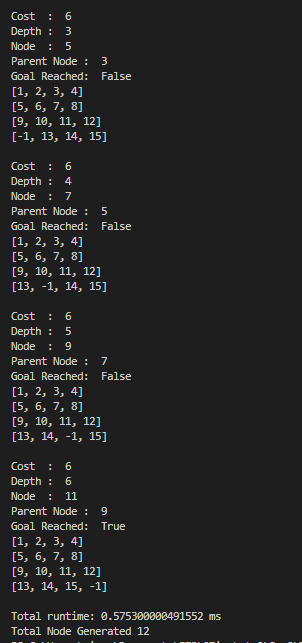 Cost  :  6
Depth :  3
Node  :  5
Parent Node :  3
Goal Reached:  False
[1, 2, 3, 4]
[5, 6, 7, 8]
[9, 10, 11, 12]
[-1, 13, 14, 15]
Cost  :  6
Depth :  4
Node  :  7
Parent Node :  5
Goal Reached:  False
[1, 2, 3, 4]
[5, 6, 7, 8]
[9, 10, 11, 12]
[13, -1, 14, 15]
Cost  :  6
Depth :  5
Node  :  9
Parent Node :  7
Goal Reached:  False
[1, 2, 3, 4]
[5, 6, 7, 8]
[9, 10, 11, 12]
[13, 14, -1, 15]
Cost  :  6
Depth :  6
Node  :  11
Parent Node :  9
Goal Reached:  True
[1, 2, 3, 4]
[5, 6, 7, 8]
[9, 10, 11, 12]
[13, 14, 15, -1]
Total runtime: 0.575300000491552 ms
Total Node Generated 12